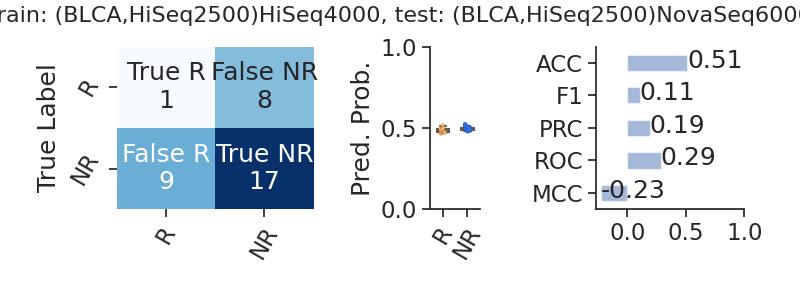 rain: (BLCA,HiSeq2500)HiSeq4000, test: (BLCA,HiSeq2500)NovaSeq600
True Label
R
NR
True R
1
False NR
8
False R
9
True NR
17
R
NR
Pred. Prob.
1.0
0.5
0.0
R
NR
ACC
0.51
F1
0.11
PRC
0.19
ROC
0.29
MCC
-0.23
0.0
0.5
1.0